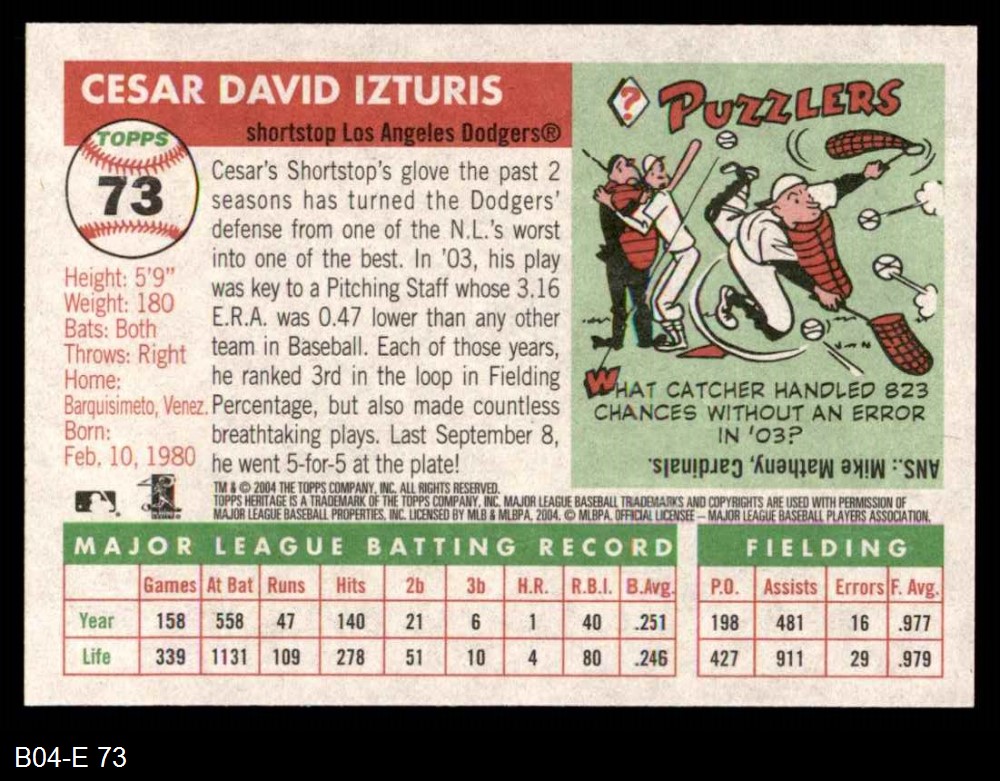 CESAR DAVID IZTURIS
shortstop Los Angeles Dodgers®
TOPPS
73
Height: 5'9"
Weight: 180
Bats: Both
Throws: Right
Home:
Barquisimeto, Venez.
Born:
Feb. 10, 1980
Cesar's Shortstop's glove the past 2
seasons has turned the Dodgers'
defense from one of the N.L.'s worst
into one of the best. In '03, his play
was key to a Pitching Staff whose 3.16
E.R.A. was 0.47 lower than any other
team in Baseball. Each of those years,
he ranked 3rd in the loop in Fielding
Percentage, but also made countless
breathtaking plays. Last September 8,
he went 5-for-5 at the plate!
? PUZZLERS
WHAT CATCHER HANDLED 823
CHANCES WITHOUT AN ERROR
IN '03?
ANS.: Mike Matheny, Cardinals.
TM & © 2004 THE TOPPS COMPANY, INC. ALL RIGHTS RESERVED.
TOPPS HERITAGE IS A TRADEMARK OF THE TOPPS COMPANY, INC. MAJOR LEAGUE BASEBALL TRADEMARKS AND COPYRIGHTS ARE USED WITH PERMISSION OF
MAJOR LEAGUE BASEBALL PROPERTIES, INC. LICENSED BY MLB & MLBPA, 2004. © MLBPA. OFFICIAL LICENSEE – MAJOR LEAGUE BASEBALL PLAYERS ASSOCIATION.
MAJOR LEAGUE BATTING RECORD FIELDING
Games At Bat Runs Hits 2b 3b H.R. R.B.I. B.Avg. P.O. Assists Errors F. Avg.
Year 158 558 47 140 21 6 1 40 .251 198 481 16 .977
Life 339 1131 109 278 51 10 4 80 .246 427 911 29 .979
B04-E 73